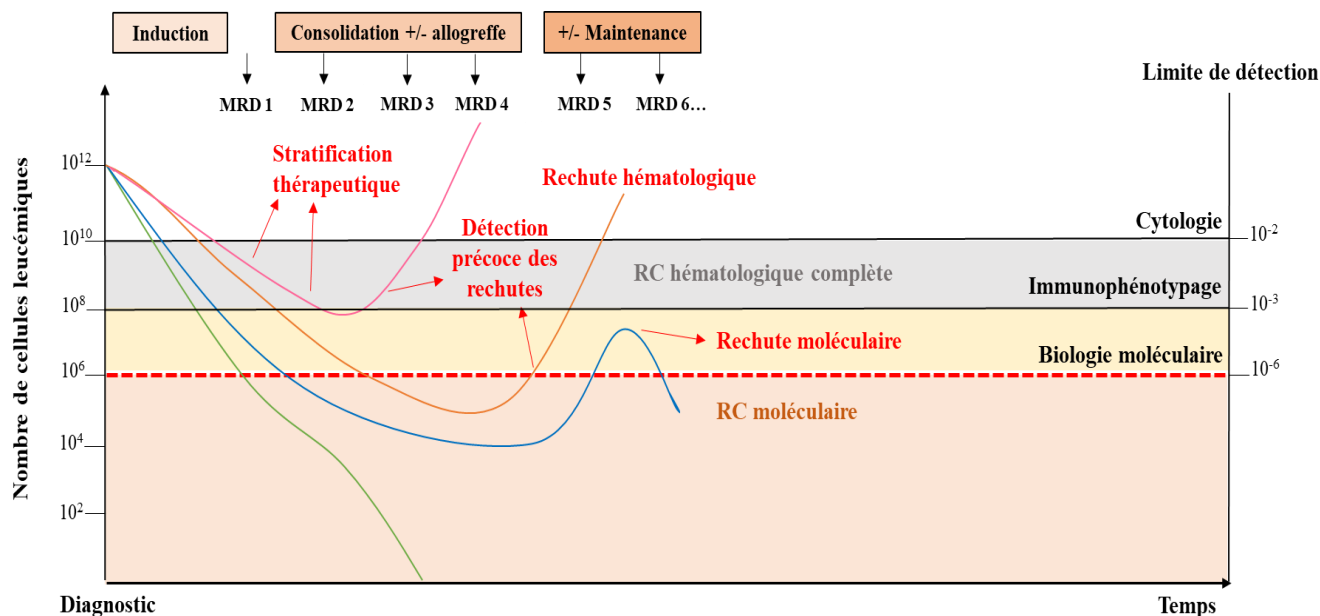 Induction
Consolidation +/- allogreffe
+/- Maintenance
Limite de détection
MRD 1
MRD 2
MRD 3
MRD 4
MRD 5
MRD 6…
Nombre de cellules leucémiques
10¹²
10¹⁰
10⁸
10⁶
10⁴
10²
Stratification
thérapeutique
Rechute hématologique
Détection
précoce des
rechutes
Cytologie
10⁻²
RC hématologique complète
Immunophénotypage
10⁻³
Rechute moléculaire
Biologie moléculaire
10⁻⁶
RC moléculaire
Diagnostic
Temps